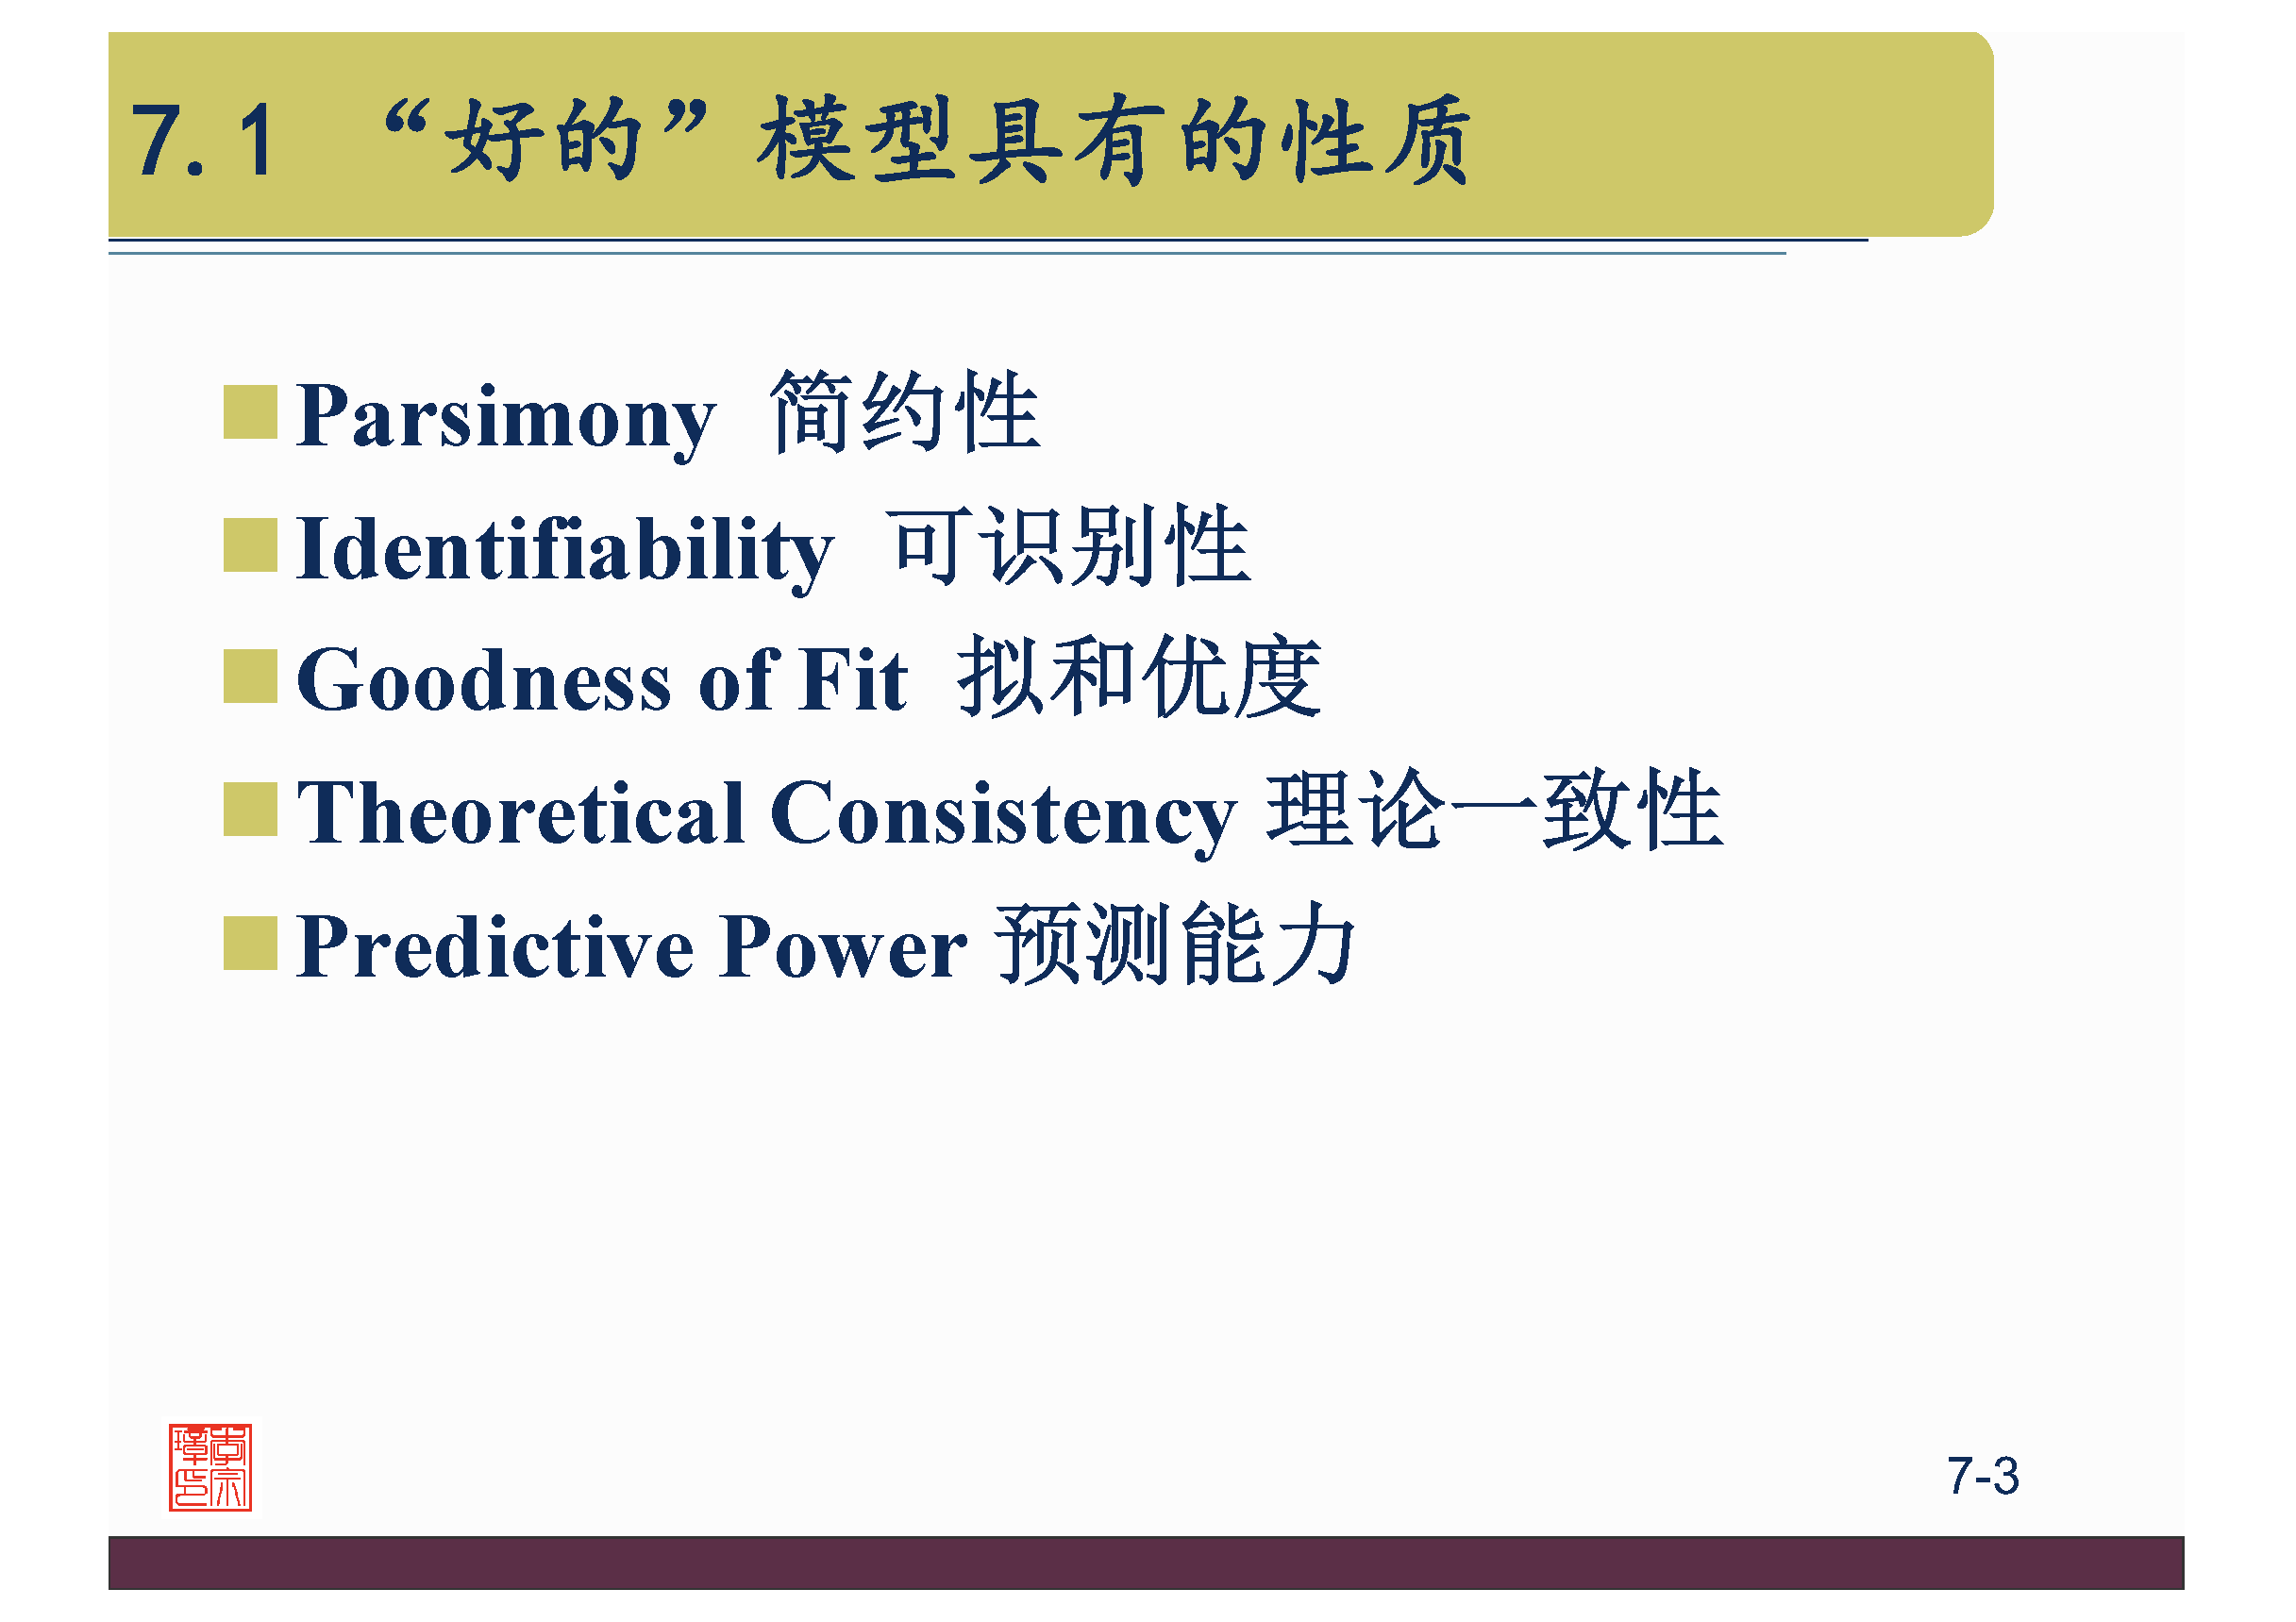 7.1 “好的”模型具有的性质
Parsimony 简约性
Identifiability 可识别性
Goodness of Fit 拟和优度
Theoretical Consistency 理论一致性
Predictive Power 预测能力
7-3